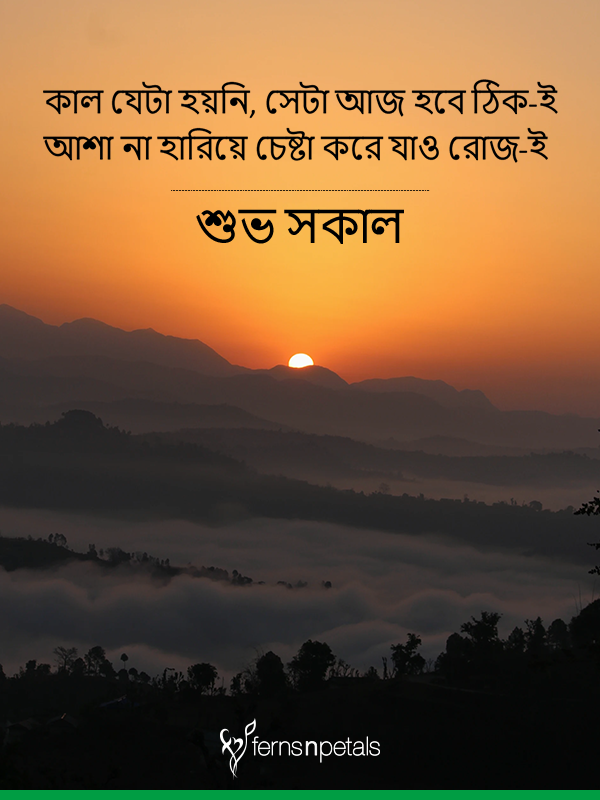 কাল যেটা হয়নি, সেটা আজ হবে ঠিক-ই
আশা না হারিয়ে চেষ্টা করে যাও রোজ-ই
শুভ সকাল
fernsnpetals